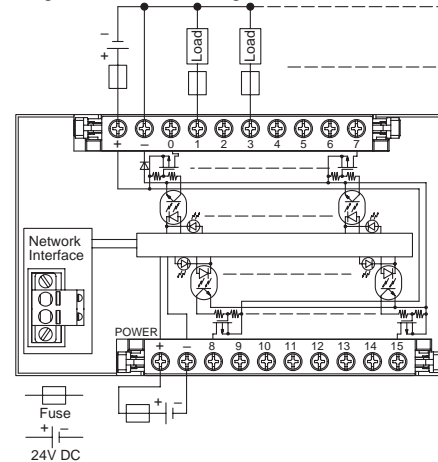 − +
Load
Load
+ − 0 1 2 3 4 5 6 7
Network
Interface
POWER
+ − 8 9 10 11 12 13 14 15
+ −
Fuse
+ −
24V DC